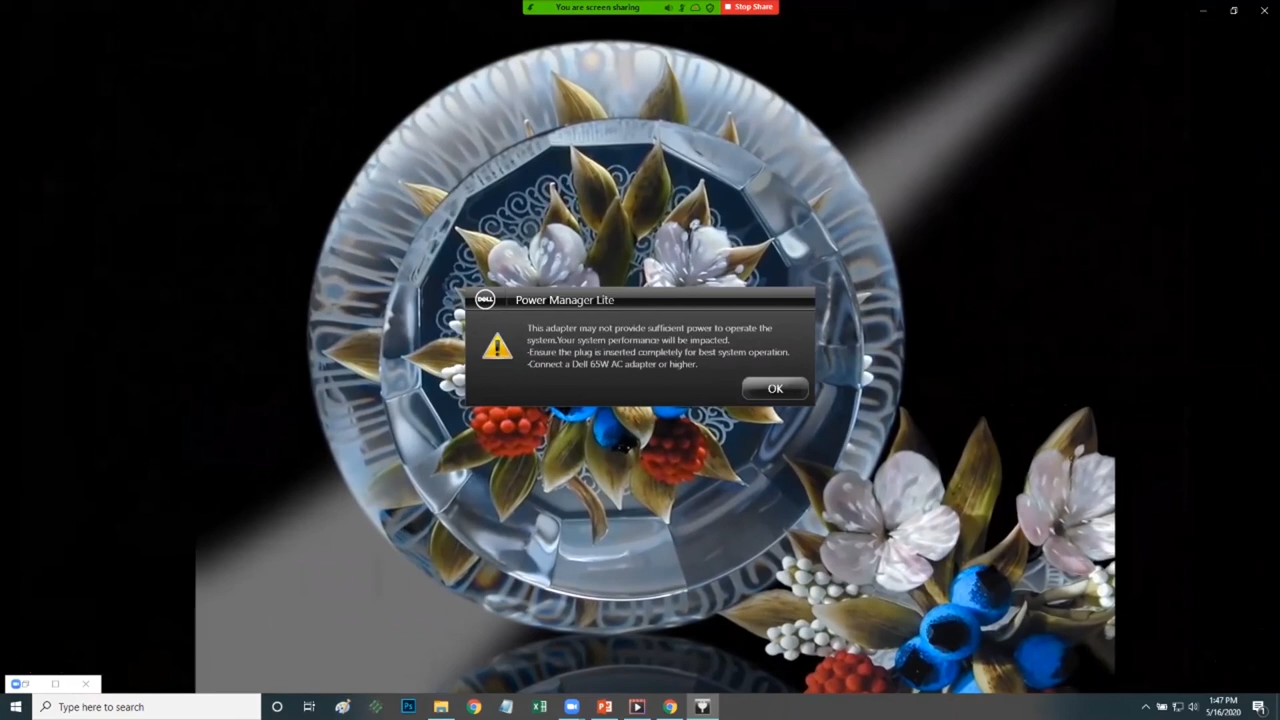 You are screen sharing
Stop Share
DELL
Power Manager Lite
This adapter may not provide sufficient power to operate the
system.Your system performance will be impacted.
-Ensure the plug is inserted completely for best system operation.
-Connect a Dell 65W AC adapter or higher.
OK
Type here to search
Ps
1:47 PM
5/16/2020